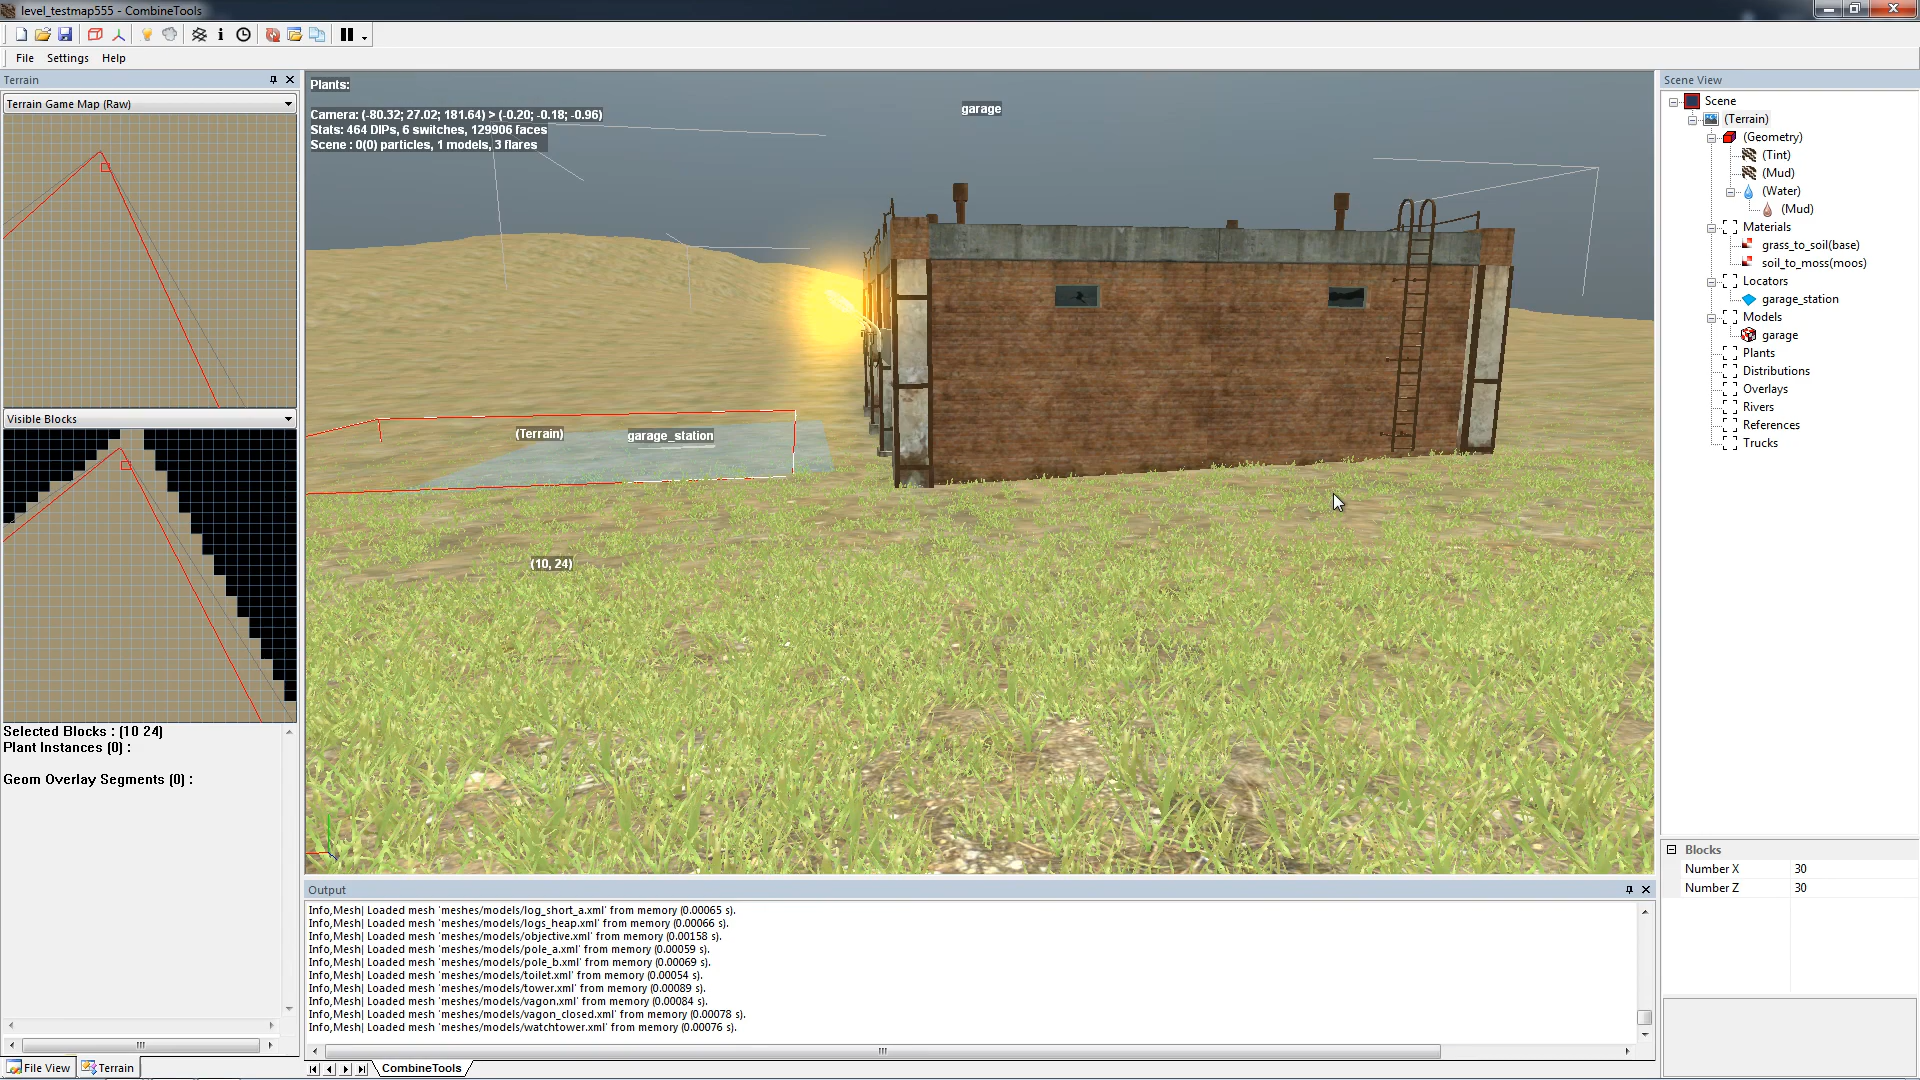 level_testmap555 - CombineTools
File Settings Help
Terrain
Terrain Game Map (Raw)
Visible Blocks
Selected Blocks : (10 24)
Plant Instances (0) :
Geom Overlay Segments (0) :
File View
Terrain
Plants:
Camera: (-80.32; 27.02; 181.64) > (-0.20; -0.18; -0.96)
Stats: 464 DIPs, 6 switches, 129906 faces
Scene : 0(0) particles, 1 models, 3 flares
garage
(Terrain)
garage_station
(10, 24)
Output
Info,Mesh| Loaded mesh 'meshes/models/log_short_a.xml' from memory (0.00065 s).
Info,Mesh| Loaded mesh 'meshes/models/logs_heap.xml' from memory (0.00066 s).
Info,Mesh| Loaded mesh 'meshes/models/objective.xml' from memory (0.00158 s).
Info,Mesh| Loaded mesh 'meshes/models/pole_a.xml' from memory (0.00059 s).
Info,Mesh| Loaded mesh 'meshes/models/pole_b.xml' from memory (0.00069 s).
Info,Mesh| Loaded mesh 'meshes/models/toilet.xml' from memory (0.00054 s).
Info,Mesh| Loaded mesh 'meshes/models/tower.xml' from memory (0.00089 s).
Info,Mesh| Loaded mesh 'meshes/models/vagon.xml' from memory (0.00084 s).
Info,Mesh| Loaded mesh 'meshes/models/vagon_closed.xml' from memory (0.00078 s).
Info,Mesh| Loaded mesh 'meshes/models/watchtower.xml' from memory (0.00076 s).
CombineTools
Scene View
Scene
(Terrain)
(Geometry)
(Tint)
(Mud)
(Water)
(Mud)
Materials
grass_to_soil(base)
soil_to_moss(moos)
Locators
garage_station
Models
garage
Plants
Distributions
Overlays
Rivers
References
Trucks
Blocks
Number X 30
Number Z 30